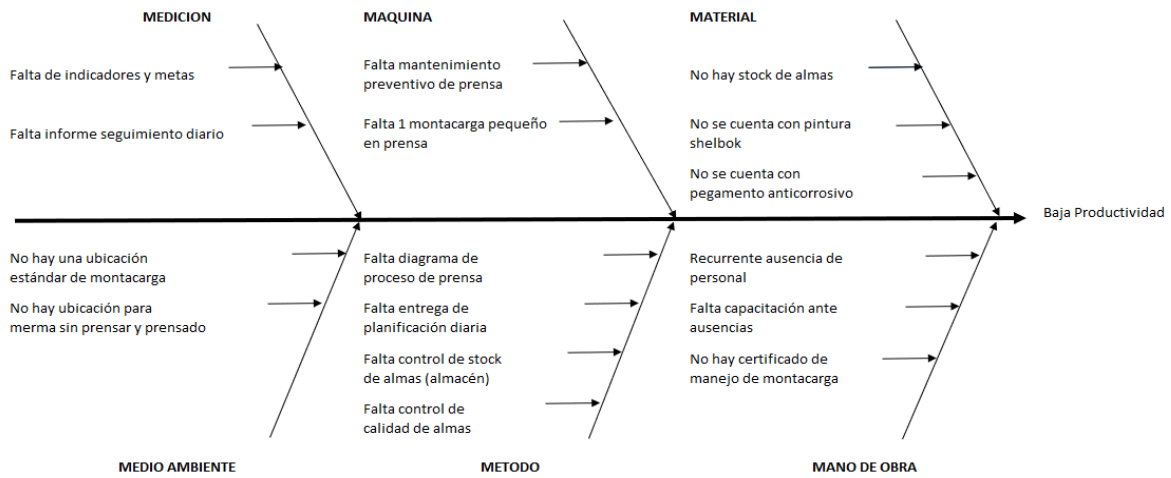 MEDICION
Falta de indicadores y metas
Falta informe seguimiento diario
MAQUINA
Falta mantenimiento
preventivo de prensa
Falta 1 montacarga pequeño
en prensa
MATERIAL
No hay stock de almas
No se cuenta con pintura
shelbok
No se cuenta con
pegamento anticorrosivo
Baja Productividad
No hay una ubicación
estándar de montacarga
No hay ubicación para
merma sin prensar y prensado
MEDIO AMBIENTE
Falta diagrama de
proceso de prensa
Falta entrega de
planificación diaria
Falta control de stock
de almas (almacén)
Falta control de
calidad de almas
METODO
Recurrente ausencia de
personal
Falta capacitación ante
ausencias
No hay certificado de
manejo de montacarga
MANO DE OBRA